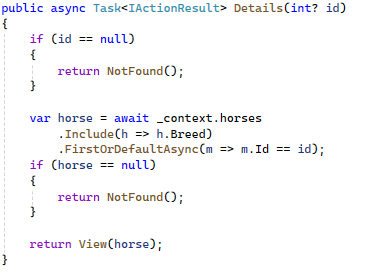 public async Task<IActionResult> Details(int? id)
{
    if (id == null)
    {
        return NotFound();
    }

    var horse = await _context.horses
        .Include(h => h.Breed)
        .FirstOrDefaultAsync(m => m.Id == id);
    if (horse == null)
    {
        return NotFound();
    }

    return View(horse);
}